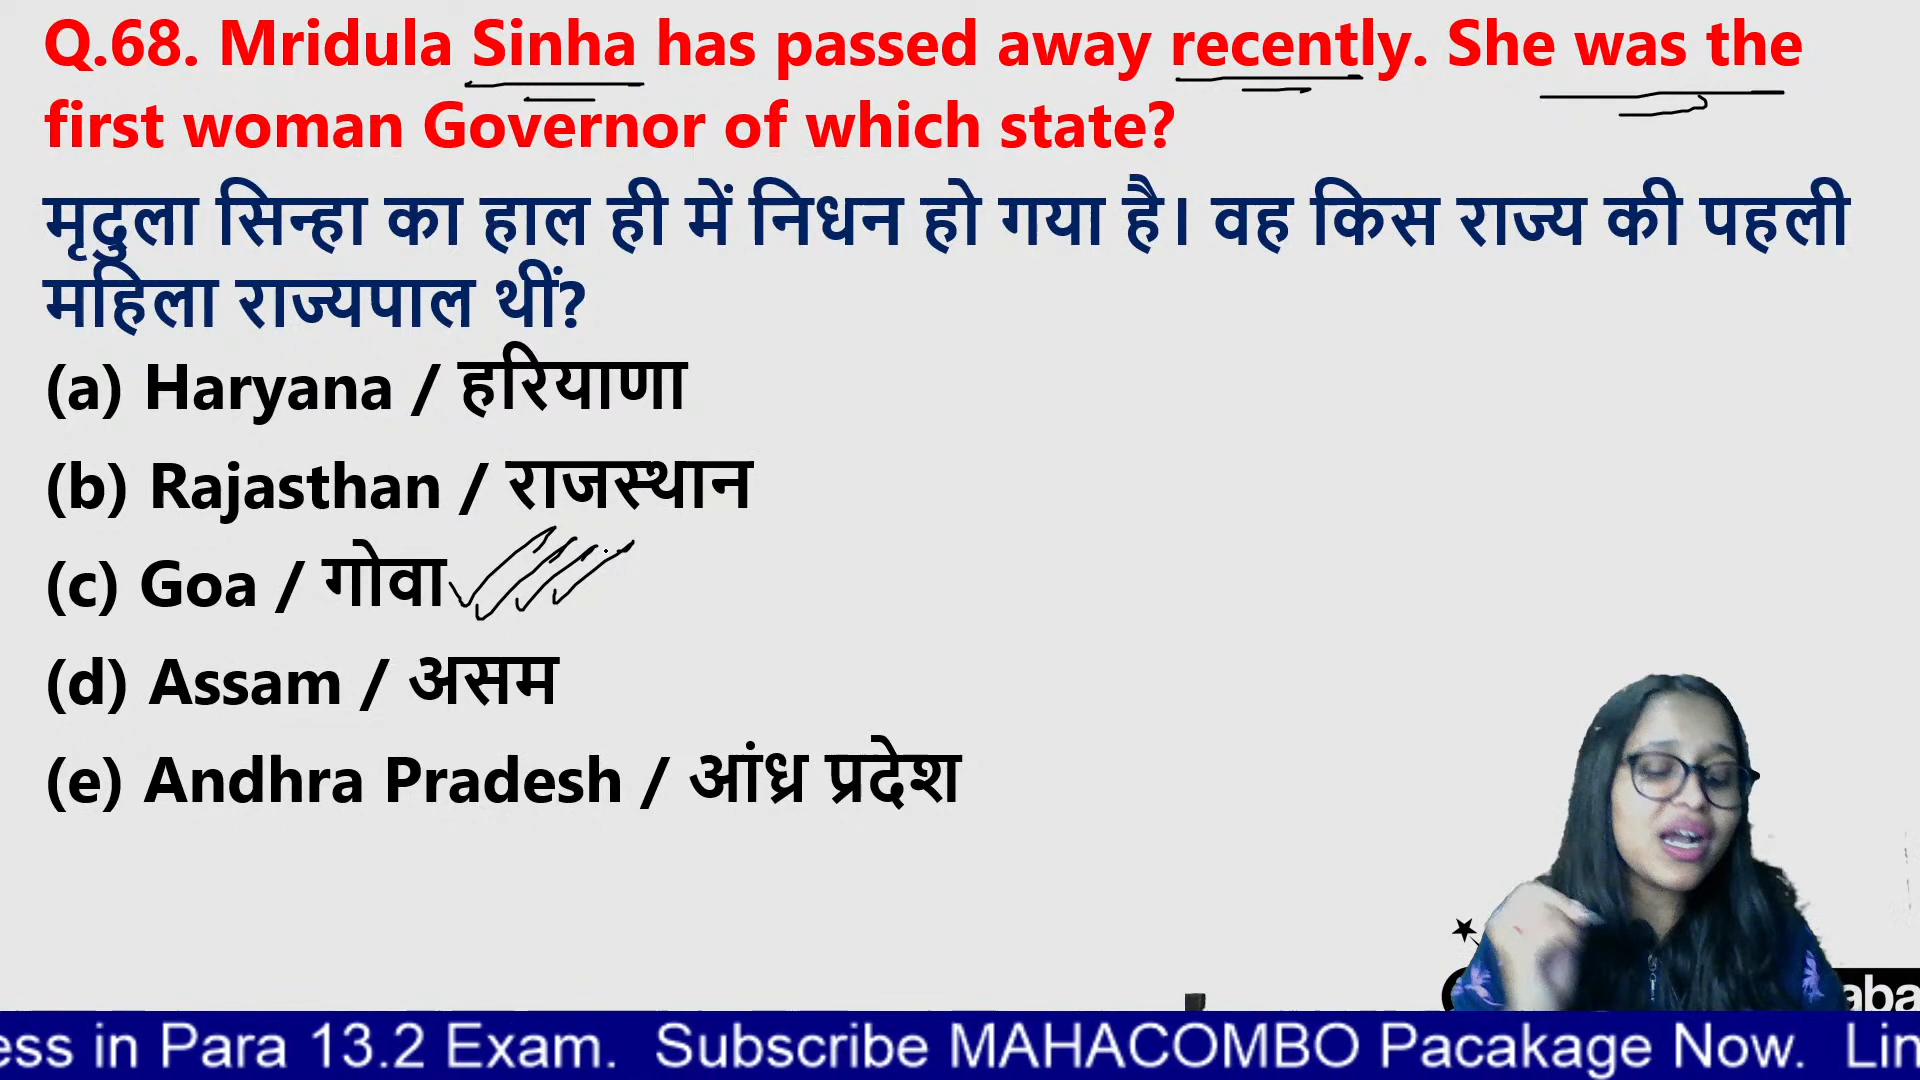 Q.68. Mridula Sinha has passed away recently. She was the
first woman Governor of which state?
मृदुला सिन्हा का हाल ही में निधन हो गया है। वह किस राज्य की पहली
महिला राज्यपाल थीं?
(a) Haryana / हरियाणा
(b) Rajasthan / राजस्थान
(c) Goa / गोवा
(d) Assam / असम
(e) Andhra Pradesh / आंध्र प्रदेश
aba
ess in Para 13.2 Exam. Subscribe MAHACOMBO Pacakage Now. Lin